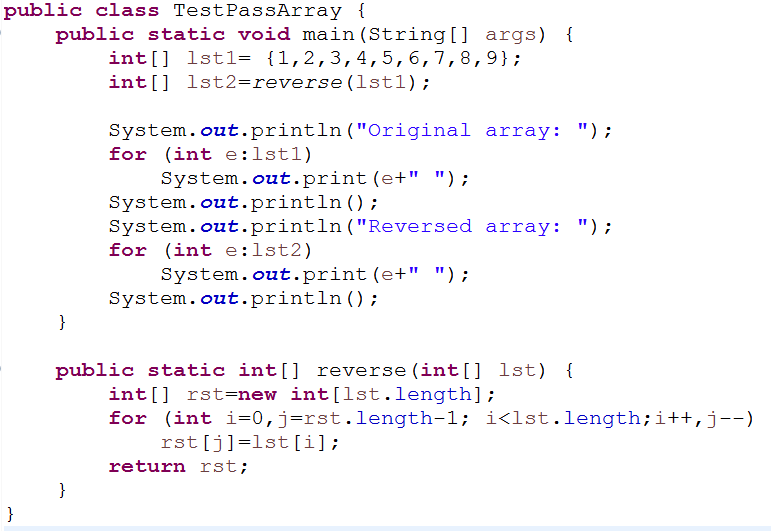 public class TestPassArray {
    public static void main(String[] args) {
        int[] lst1= {1,2,3,4,5,6,7,8,9};
        int[] lst2=reverse(lst1);

        System.out.println("Original array: ");
        for (int e:lst1)
            System.out.print(e+" ");
        System.out.println();
        System.out.println("Reversed array: ");
        for (int e:lst2)
            System.out.print(e+" ");
        System.out.println();
    }

    public static int[] reverse(int[] lst) {
        int[] rst=new int[lst.length];
        for (int i=0,j=rst.length-1; i<lst.length;i++,j--)
            rst[j]=lst[i];
        return rst;
    }
}